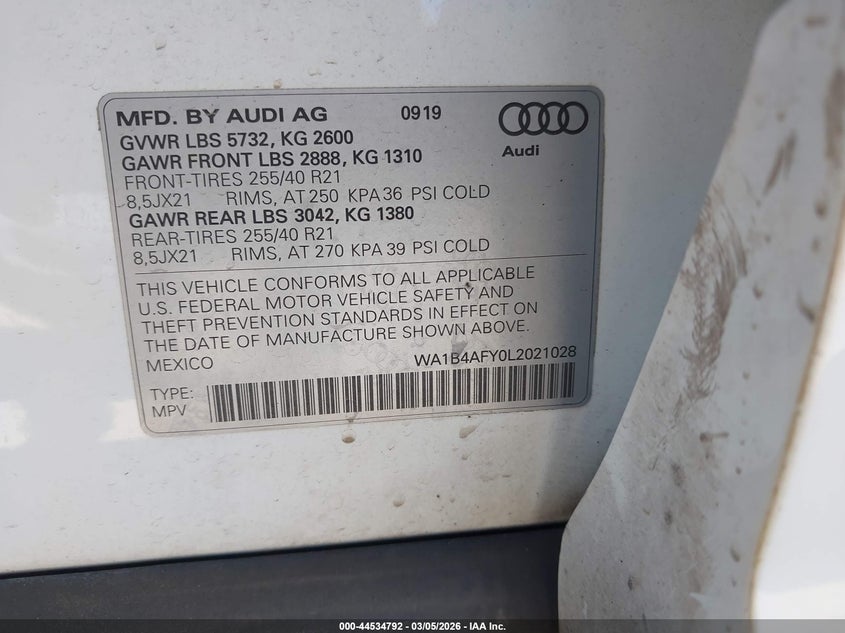 MFD. BY AUDI AG 0919
GVWR LBS 5732, KG 2600
GAWR FRONT LBS 2888, KG 1310
Audi
FRONT-TIRES 255/40 R21
8,5JX21 RIMS, AT 250 KPA 36 PSI COLD
GAWR REAR LBS 3042, KG 1380
REAR-TIRES 255/40 R21
8,5JX21 RIMS, AT 270 KPA 39 PSI COLD
THIS VEHICLE CONFORMS TO ALL APPLICABLE
U.S. FEDERAL MOTOR VEHICLE SAFETY AND
THEFT PREVENTION STANDARDS IN EFFECT ON
THE DATE OF MANUFACTURE SHOWN ABOVE.
MEXICO WA1B4AFY0L2021028
TYPE:
MPV
000-44534792 - 03/05/2026 - IAA Inc.